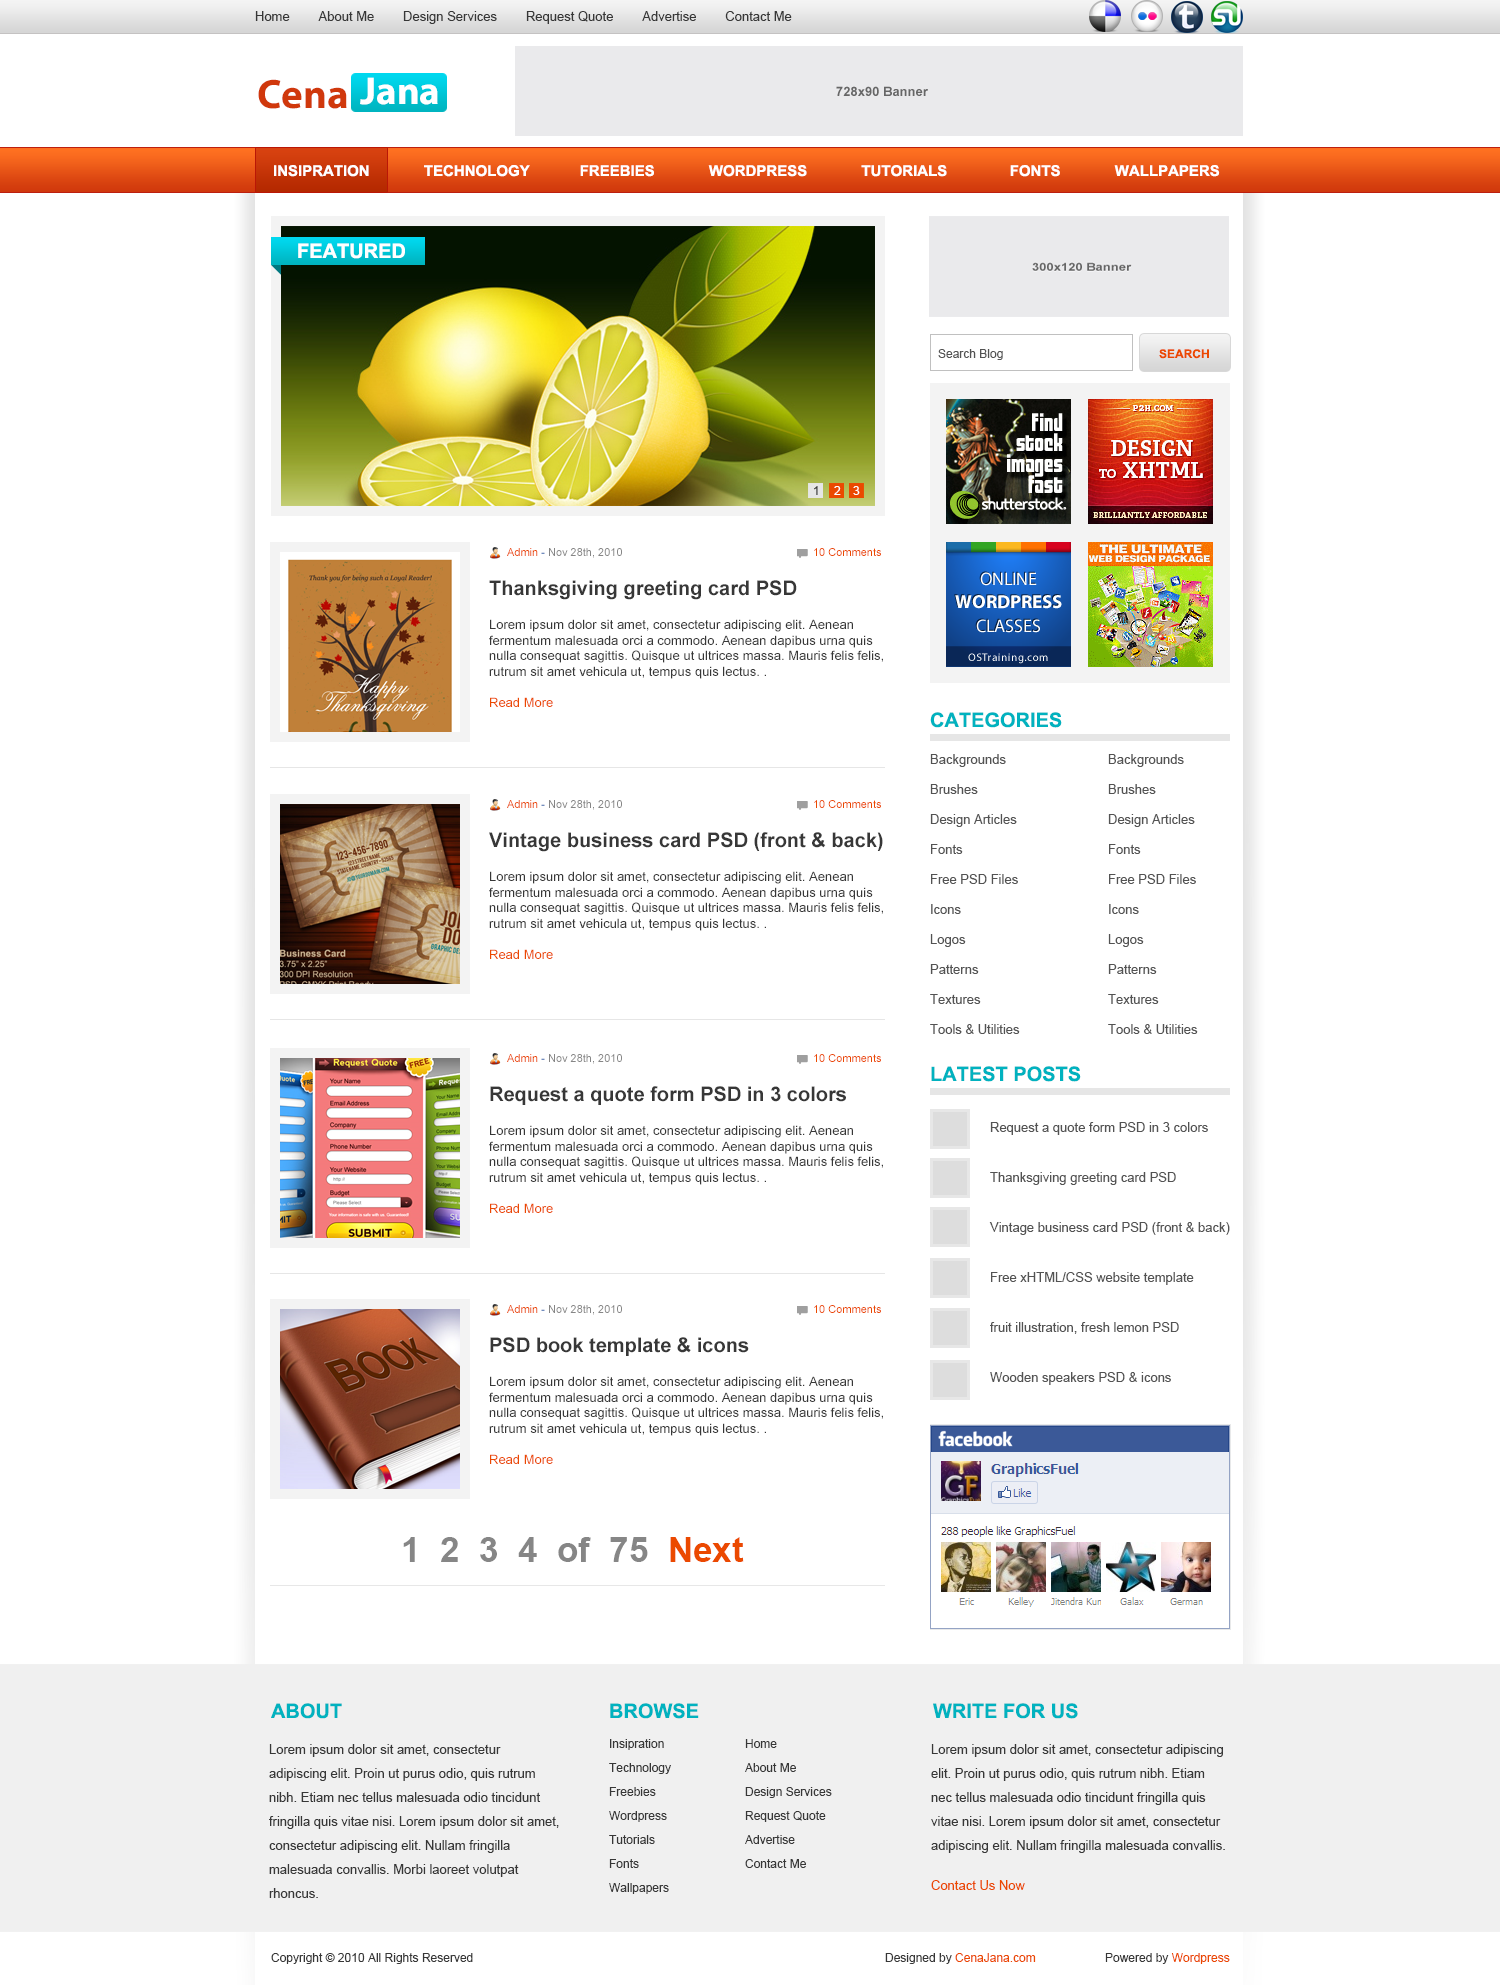 Home About Me Design Services Request Quote Advertise Contact Me
Cena Jana
728x90 Banner
INSIPRATION TECHNOLOGY FREEBIES WORDPRESS TUTORIALS FONTS WALLPAPERS
FEATURED
1 2 3
Thank you for being such a Loyal Reader!
Happy
Thanksgiving
Admin - Nov 28th, 2010 10 Comments
Thanksgiving greeting card PSD
Lorem ipsum dolor sit amet, consectetur adipiscing elit. Aenean
fermentum malesuada orci a commodo. Aenean dapibus urna quis
nulla consequat sagittis. Quisque ut ultrices massa. Mauris felis felis,
rutrum sit amet vehicula ut, tempus quis lectus. .
Read More
123-456-7890
Business Card
3.75" x 2.25"
300 DPI Resolution
PSD, CMYK Print Ready
Admin - Nov 28th, 2010 10 Comments
Vintage business card PSD (front & back)
Lorem ipsum dolor sit amet, consectetur adipiscing elit. Aenean
fermentum malesuada orci a commodo. Aenean dapibus urna quis
nulla consequat sagittis. Quisque ut ultrices massa. Mauris felis felis,
rutrum sit amet vehicula ut, tempus quis lectus. .
Read More
Request Quote
FREE
Your Name
Email Address
Company
Phone Number
Your Website
http://
Budget
Please Select
SUBMIT
Admin - Nov 28th, 2010 10 Comments
Request a quote form PSD in 3 colors
Lorem ipsum dolor sit amet, consectetur adipiscing elit. Aenean
fermentum malesuada orci a commodo. Aenean dapibus urna quis
nulla consequat sagittis. Quisque ut ultrices massa. Mauris felis felis,
rutrum sit amet vehicula ut, tempus quis lectus. .
Read More
BOOK
Admin - Nov 28th, 2010 10 Comments
PSD book template & icons
Lorem ipsum dolor sit amet, consectetur adipiscing elit. Aenean
fermentum malesuada orci a commodo. Aenean dapibus urna quis
nulla consequat sagittis. Quisque ut ultrices massa. Mauris felis felis,
rutrum sit amet vehicula ut, tempus quis lectus. .
Read More
1 2 3 4 of 75 Next
300x120 Banner
Search Blog SEARCH
find
stock
images
fast
shutterstock.
P2H.COM
DESIGN
TO XHTML
BRILLIANTLY AFFORDABLE
ONLINE
WORDPRESS
CLASSES
OSTraining.com
THE ULTIMATE
WEB DESIGN PACKAGE
CATEGORIES
Backgrounds Backgrounds
Brushes Brushes
Design Articles Design Articles
Fonts Fonts
Free PSD Files Free PSD Files
Icons Icons
Logos Logos
Patterns Patterns
Textures Textures
Tools & Utilities Tools & Utilities
LATEST POSTS
Request a quote form PSD in 3 colors
Thanksgiving greeting card PSD
Vintage business card PSD (front & back)
Free xHTML/CSS website template
fruit illustration, fresh lemon PSD
Wooden speakers PSD & icons
facebook
GF
GraphicsFuel
Like
288 people like GraphicsFuel
Eric Kelley Jitendra Kun Galax German
ABOUT
Lorem ipsum dolor sit amet, consectetur
adipiscing elit. Proin ut purus odio, quis rutrum
nibh. Etiam nec tellus malesuada odio tincidunt
fringilla quis vitae nisi. Lorem ipsum dolor sit amet,
consectetur adipiscing elit. Nullam fringilla
malesuada convallis. Morbi laoreet volutpat
rhoncus.
BROWSE
Insipration Home
Technology About Me
Freebies Design Services
Wordpress Request Quote
Tutorials Advertise
Fonts Contact Me
Wallpapers
WRITE FOR US
Lorem ipsum dolor sit amet, consectetur adipiscing
elit. Proin ut purus odio, quis rutrum nibh. Etiam
nec tellus malesuada odio tincidunt fringilla quis
vitae nisi. Lorem ipsum dolor sit amet, consectetur
adipiscing elit. Nullam fringilla malesuada convallis.
Contact Us Now
Copyright © 2010 All Rights Reserved Designed by CenaJana.com Powered by Wordpress